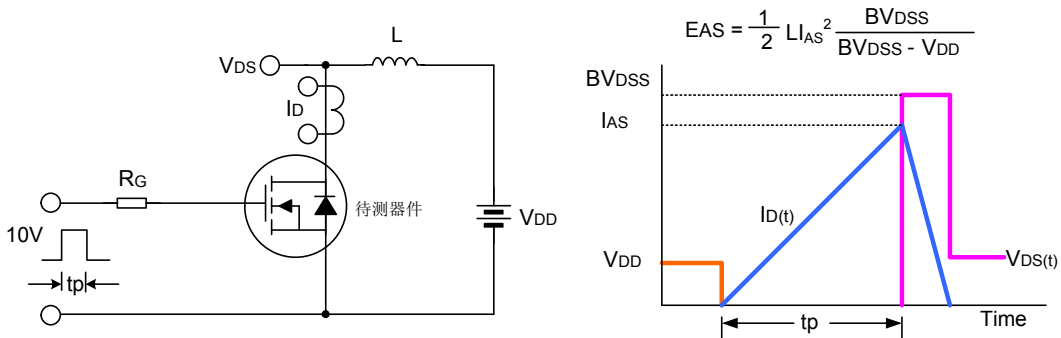 VDS
L
ID
RG
待测器件
VDD
10V
tp
EAS = 1/2 LIAS² BVDSS/(BVDSS - VDD)
BVDSS
IAS
ID(t)
VDD
VDS(t)
tp
Time